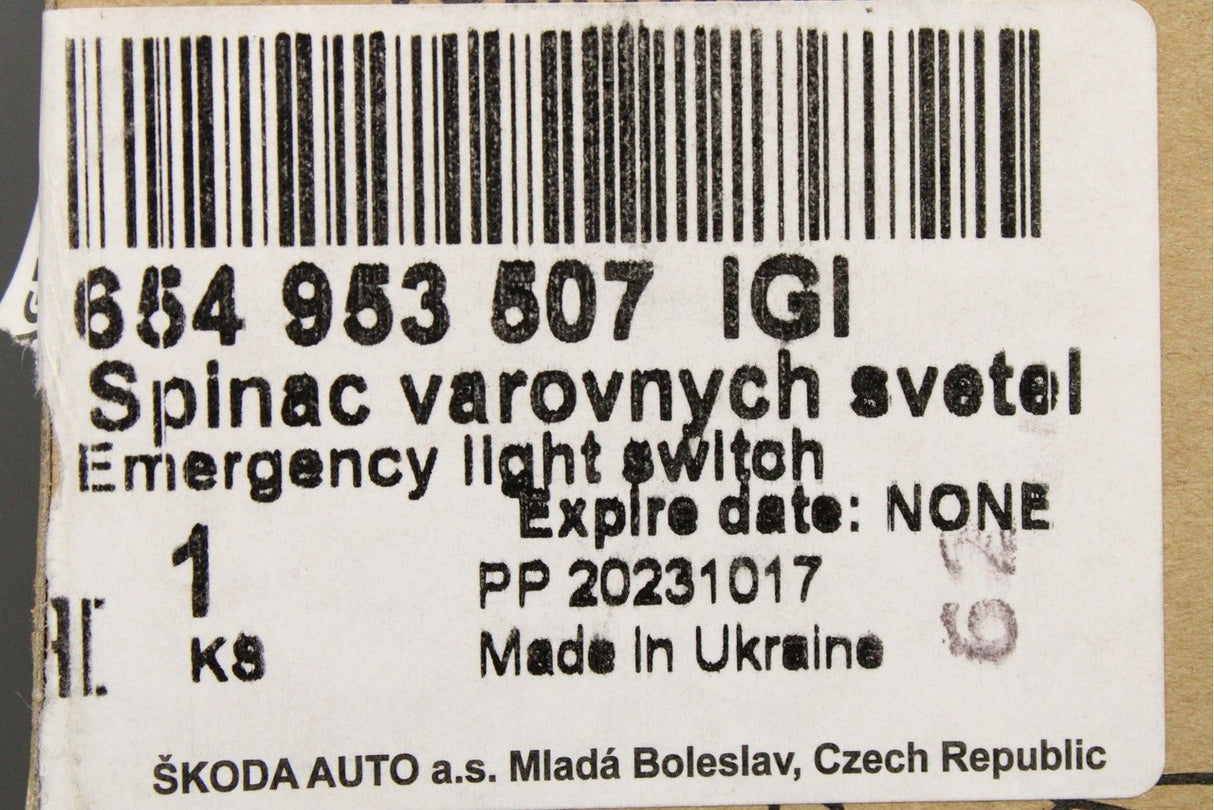 654 953 507 IGI
Spinac varovnych svetel
Emergency light switch
Expire date: NONE
1
PP 20231017
KS
Made in Ukraine
62
ŠKODA AUTO a.s. Mladá Boleslav, Czech Republic